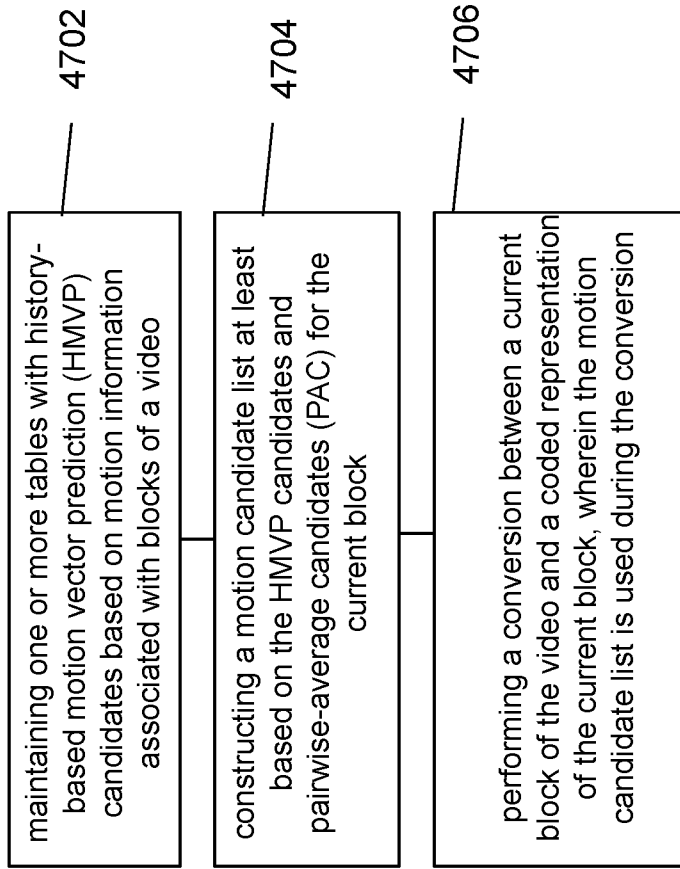 maintaining one or more tables with history-
based motion vector prediction (HMVP)
candidates based on motion information
associated with blocks of a video
4702
constructing a motion candidate list at least
based on the HMVP candidates and
pairwise-average candidates (PAC) for the
current block
4704
performing a conversion between a current
block of the video and a coded representation
of the current block, wherein the motion
candidate list is used during the conversion
4706